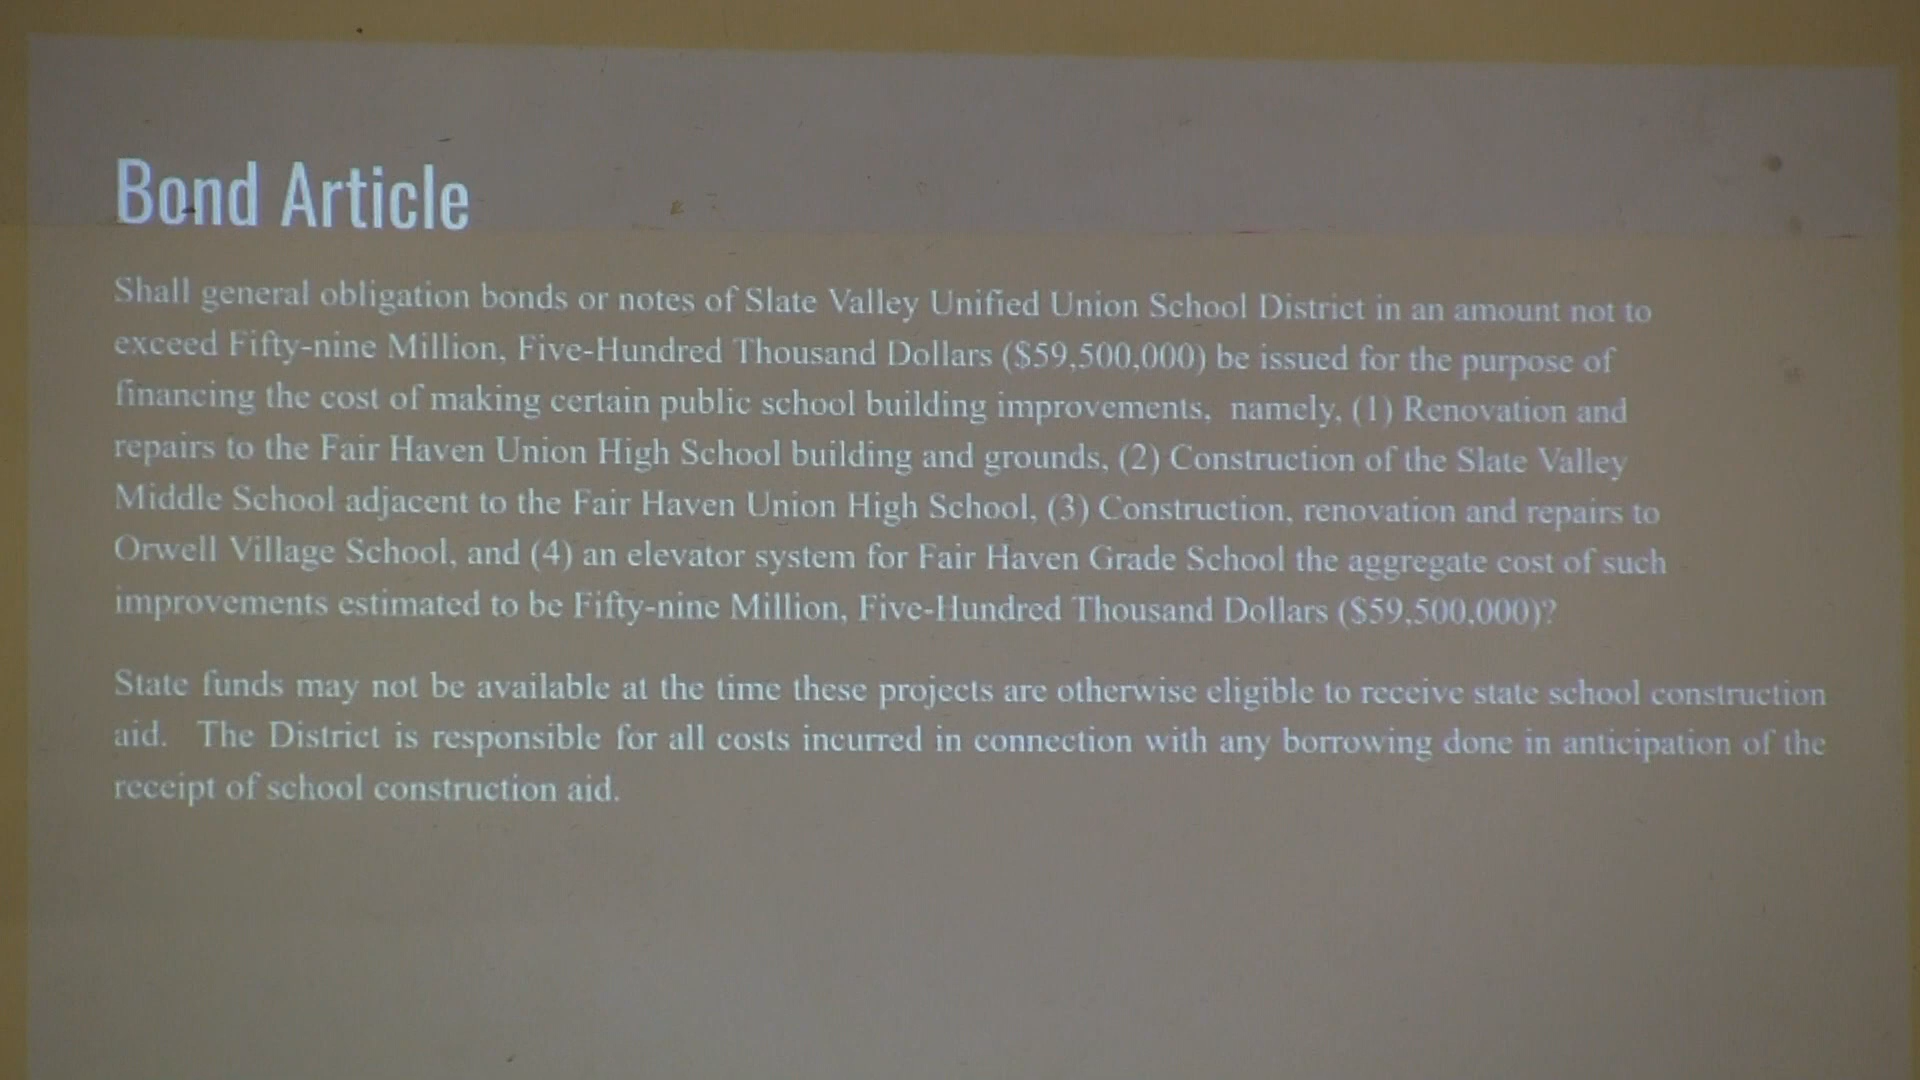 Bond Article
Shall general obligation bonds or notes of Slate Valley Unified Union School District in an amount not to
exceed Fifty-nine Million, Five-Hundred Thousand Dollars ($59,500,000) be issued for the purpose of
financing the cost of making certain public school building improvements, namely, (1) Renovation and
repairs to the Fair Haven Union High School building and grounds, (2) Construction of the Slate Valley
Middle School adjacent to the Fair Haven Union High School, (3) Construction, renovation and repairs to
Orwell Village School, and (4) an elevator system for Fair Haven Grade School the aggregate cost of such
improvements estimated to be Fifty-nine Million, Five-Hundred Thousand Dollars ($59,500,000)?
State funds may not be available at the time these projects are otherwise eligible to receive state school construction
aid. The District is responsible for all costs incurred in connection with any borrowing done in anticipation of the
receipt of school construction aid.